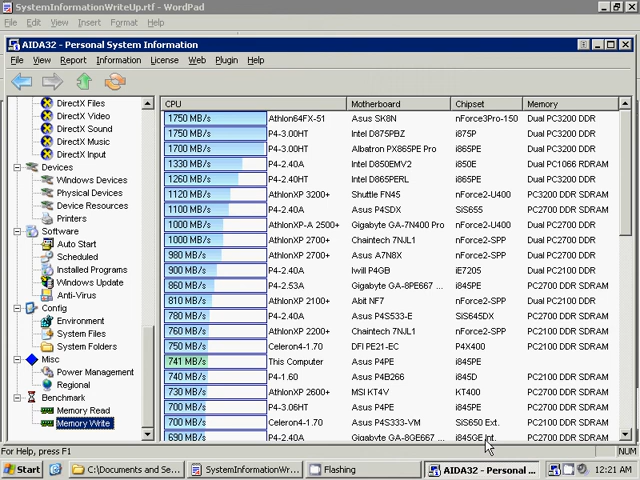 SystemInformationWriteUp.rtf - WordPad
File Edit View Insert Format Help
AIDA32 - Personal System Information
File View Report Information License Web Plugin Help
CPU Motherboard Chipset Memory
DirectX Files
DirectX Video
DirectX Sound
DirectX Music
DirectX Input
Devices
Windows Devices
Physical Devices
Device Resources
Printers
Software
Auto Start
Scheduled
Installed Programs
Windows Update
Anti-Virus
Config
Environment
System Files
System Folders
Misc
Power Management
Regional
Benchmark
Memory Read
Memory Write
1750 MB/s Athlon64FX-51 Asus SK8N nForce3Pro-150 Dual PC3200 DDR
1750 MB/s P4-3.00HT Intel D875PBZ i875P Dual PC3200 DDR
1700 MB/s P4-3.00HT Albatron PX865PE Pro i865PE Dual PC3200 DDR
1330 MB/s P4-2.40A Intel D850EMV2 i850E Dual PC1066 RDRAM
1260 MB/s P4-3.00HT Intel D865PERL i865PE Dual PC2700 DDR
1120 MB/s AthlonXP 3200+ Shuttle FN45 nForce2-U400 PC3200 DDR SDRAM
1100 MB/s P4-2.40A Asus P4SDX SiS655 Dual PC2700 DDR
1000 MB/s AthlonXP-A 2500+ Gigabyte GA-7N400 Pro nForce2-U400 Dual PC2700 DDR
1000 MB/s AthlonXP 2700+ Chaintech 7NJL1 nForce2-SPP Dual PC2700 DDR
980 MB/s AthlonXP 2700+ Asus A7N8X nForce2-SPP Dual PC2700 DDR
900 MB/s P4-2.40A Iwill P4GB iE7205 Dual PC2100 DDR
860 MB/s P4-2.53A Gigabyte GA-8PE667 ... i845PE PC2700 DDR SDRAM
810 MB/s AthlonXP 2100+ Abit NF7 nForce2-SPP Dual PC2100 DDR
780 MB/s P4-2.40A Asus P4S533-E SiS645DX PC2700 DDR SDRAM
760 MB/s AthlonXP 2200+ Chaintech 7NJL1 nForce2-SPP PC2100 DDR SDRAM
750 MB/s Celeron4-1.70 DFI PE21-EC P4X400 PC2100 DDR SDRAM
741 MB/s This Computer Asus P4PE i845PE
740 MB/s P4-1.60 Asus P4B266 i845D PC2100 DDR SDRAM
730 MB/s AthlonXP 2600+ MSI KT4V KT400 PC2700 DDR SDRAM
700 MB/s P4-3.06HT Asus P4PE i845PE PC2700 DDR SDRAM
700 MB/s Celeron4-1.70 Asus P4S333-VM SiS650 Ext. PC2100 DDR SDRAM
690 MB/s P4-2.40A Gigabyte GA-8GE667 ... i845GE Int. PC2700 DDR SDRAM
For Help, press F1 NUM
Start C:\Documents and Se... SystemInformationWr... Flashing AIDA32 - Personal ... 12:21 AM